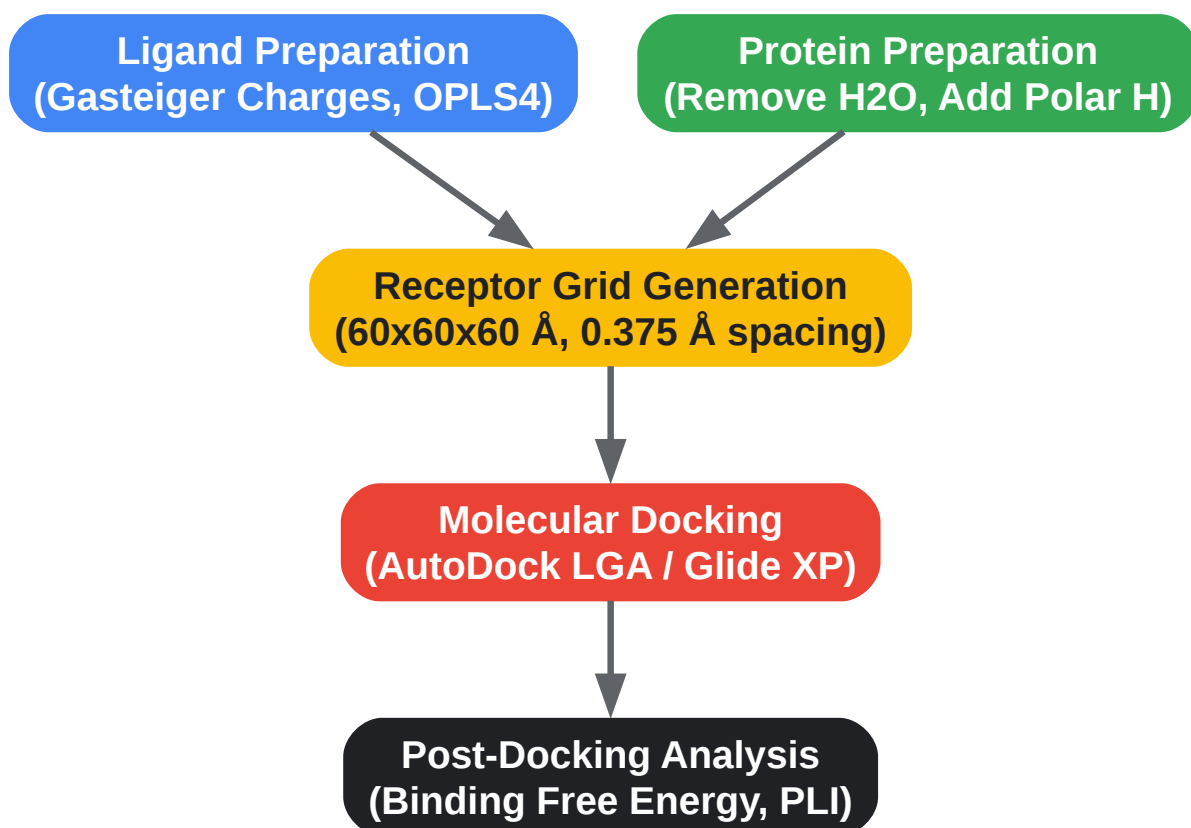 Ligand Preparation
(Gasteiger Charges, OPLS4)
Protein Preparation
(Remove H2O, Add Polar H)
Receptor Grid Generation
(60x60x60 Å, 0.375 Å spacing)
Molecular Docking
(AutoDock LGA / Glide XP)
Post-Docking Analysis
(Binding Free Energy, PLI)